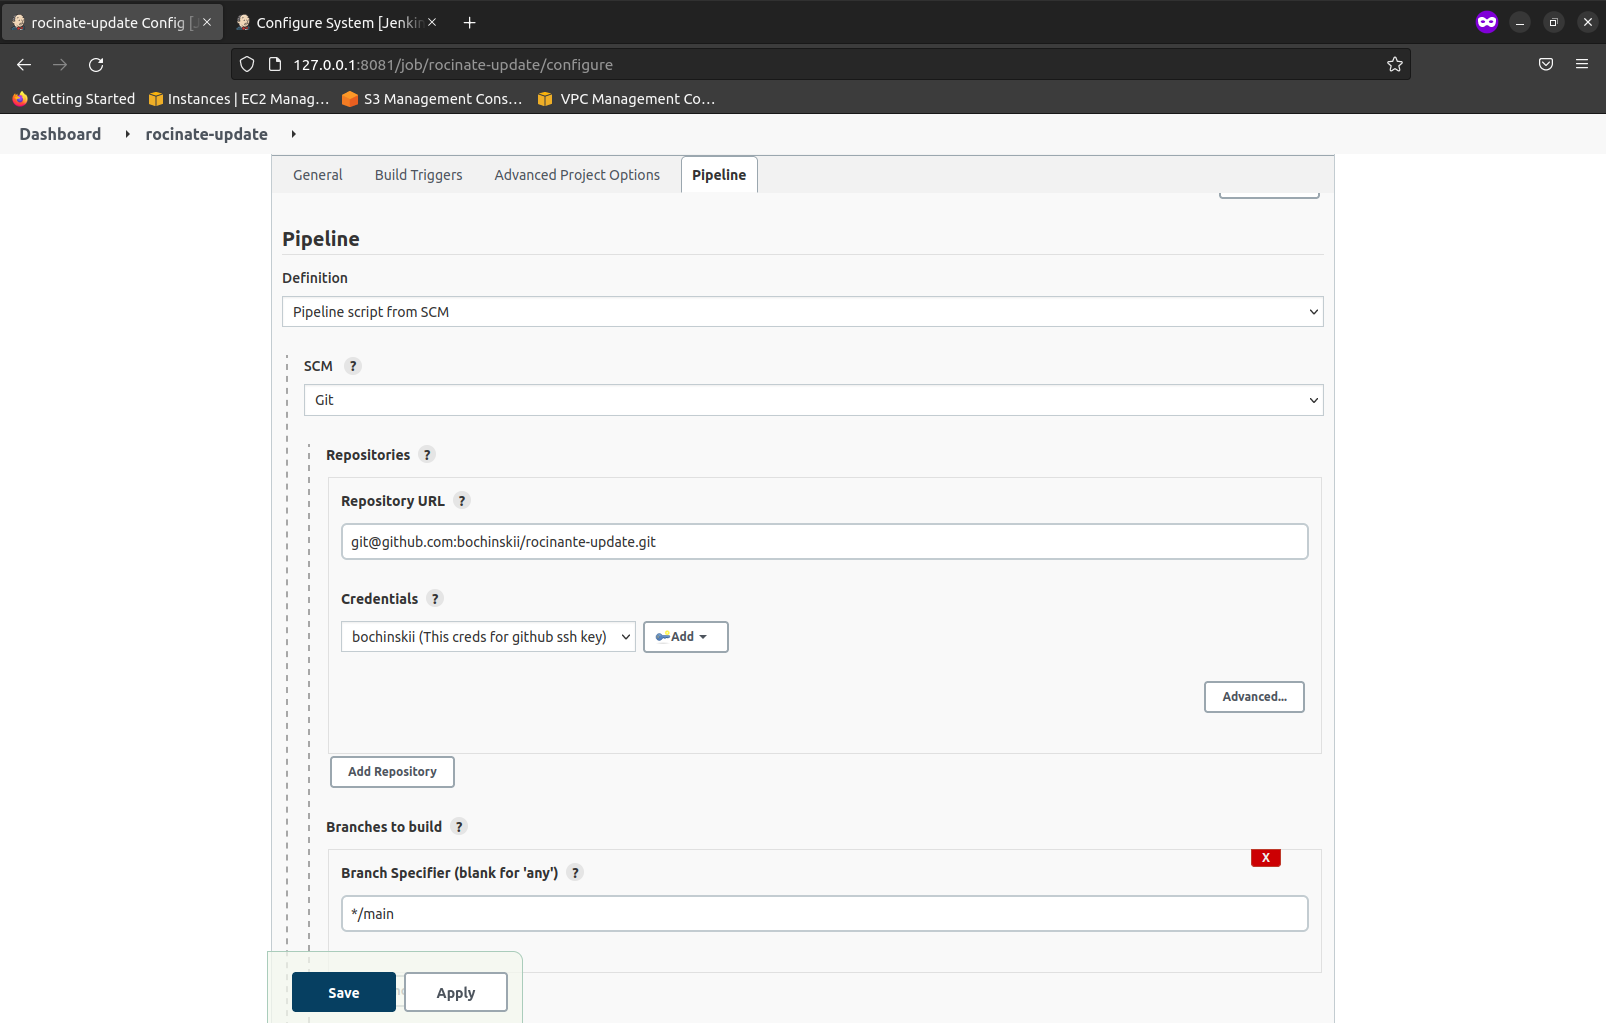 rocinate-update Config [J
Configure System [Jenkin
127.0.0.1:8081/job/rocinate-update/configure
Getting Started
Instances | EC2 Manag…
S3 Management Cons…
VPC Management Co…
Dashboard
rocinate-update
General
Build Triggers
Advanced Project Options
Pipeline
Pipeline
Definition
Pipeline script from SCM
SCM ?
Git
Repositories ?
Repository URL ?
git@github.com:bochinskii/rocinante-update.git
Credentials ?
bochinskii (This creds for github ssh key)
Add
Advanced...
Add Repository
Branches to build ?
X
Branch Specifier (blank for 'any') ?
*/main
Save
Apply